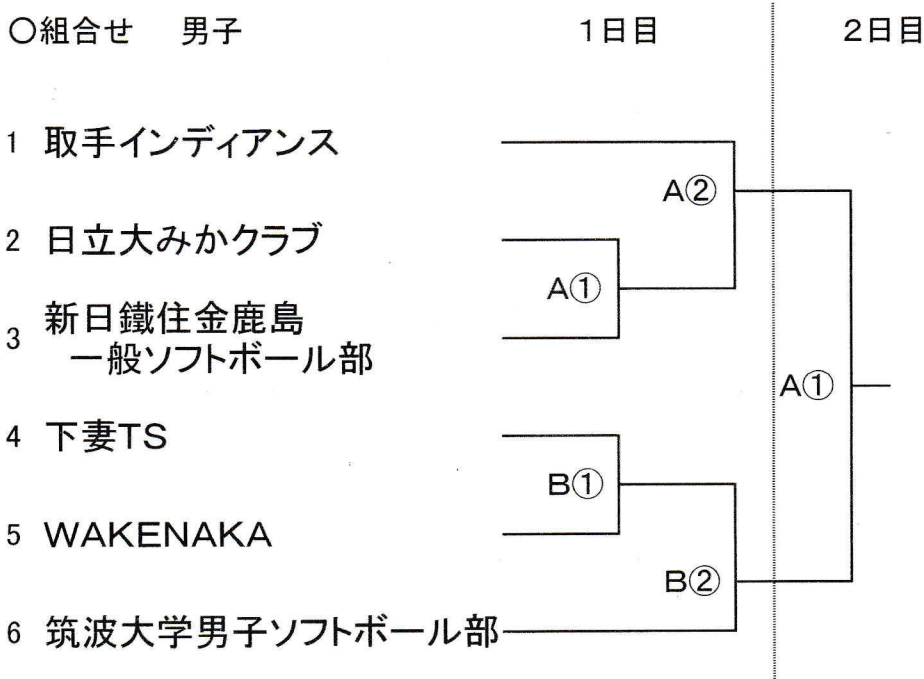 ○組合せ 男子 1日目 2日目
1 取手インディアンス
A②
2 日立大みかクラブ
A①
3 新日鐵住金鹿島
一般ソフトボール部
A①
4 下妻TS
B①
5 WAKENAKA
B②
6 筑波大学男子ソフトボール部